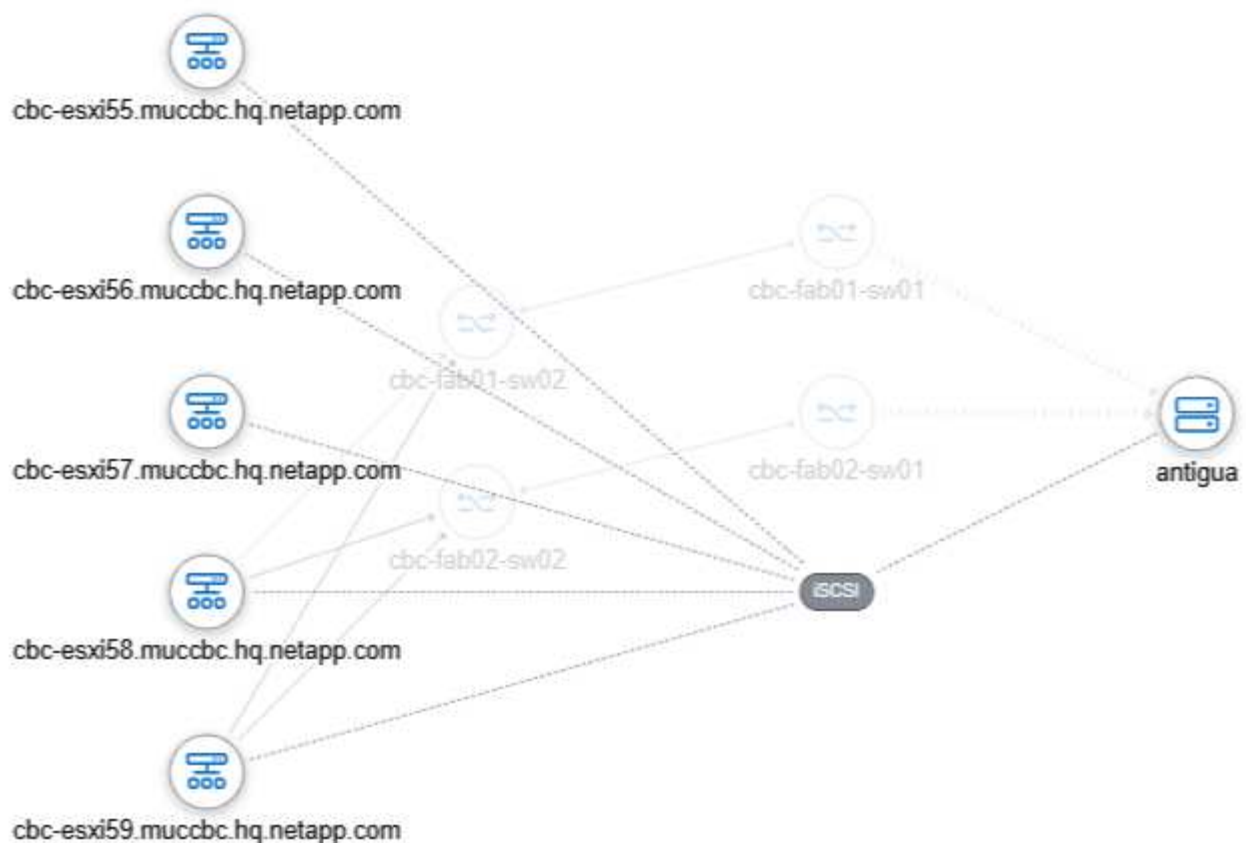 cbc-esxi55.muccbc.hq.netapp.com
cbc-esxi56.muccbc.hq.netapp.com
cbc-fab01-sw01
cbc-fab01-sw02
cbc-esxi57.muccbc.hq.netapp.com
cbc-fab02-sw01
antigua
cbc-fab02-sw02
iSCSI
cbc-esxi58.muccbc.hq.netapp.com
cbc-esxi59.muccbc.hq.netapp.com